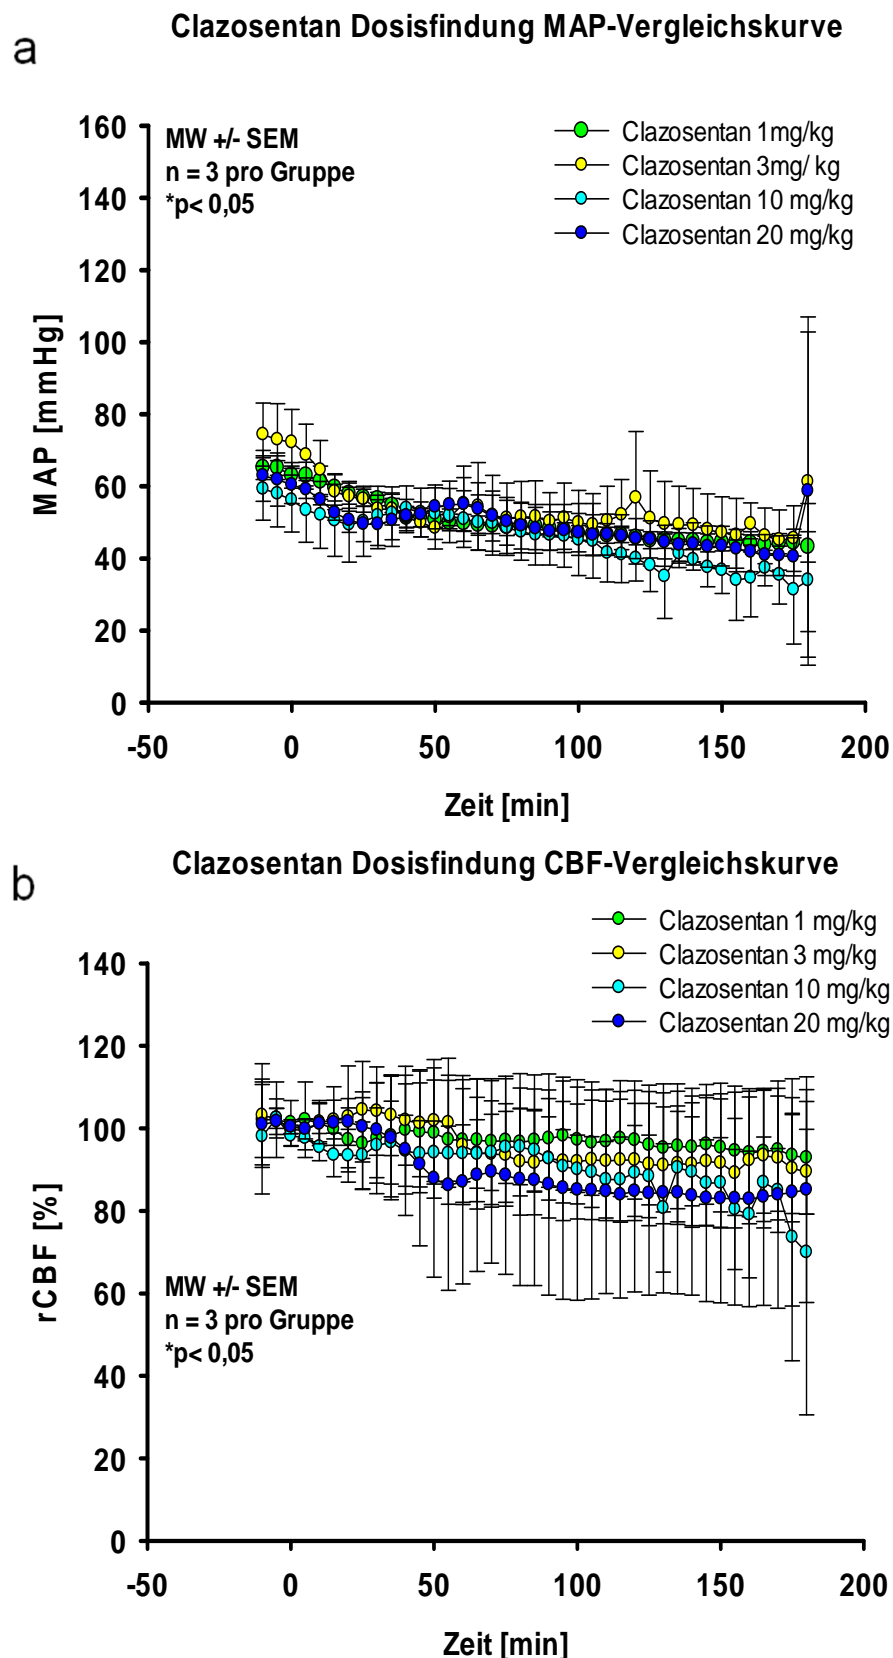 a
Clazosentan Dosisfindung MAP-Vergleichskurve
MW +/- SEM
n = 3 pro Gruppe
*p< 0,05
Clazosentan 1mg/kg
Clazosentan 3mg/ kg
Clazosentan 10 mg/kg
Clazosentan 20 mg/kg
MAP [mmHg]
160
140
120
100
80
60
40
20
0
-50 0 50 100 150 200
Zeit [min]
b
Clazosentan Dosisfindung CBF-Vergleichskurve
Clazosentan 1 mg/kg
Clazosentan 3 mg/kg
Clazosentan 10 mg/kg
Clazosentan 20 mg/kg
rCBF [%]
140
120
100
80
60
40
20
0
MW +/- SEM
n = 3 pro Gruppe
*p< 0,05
-50 0 50 100 150 200
Zeit [min]